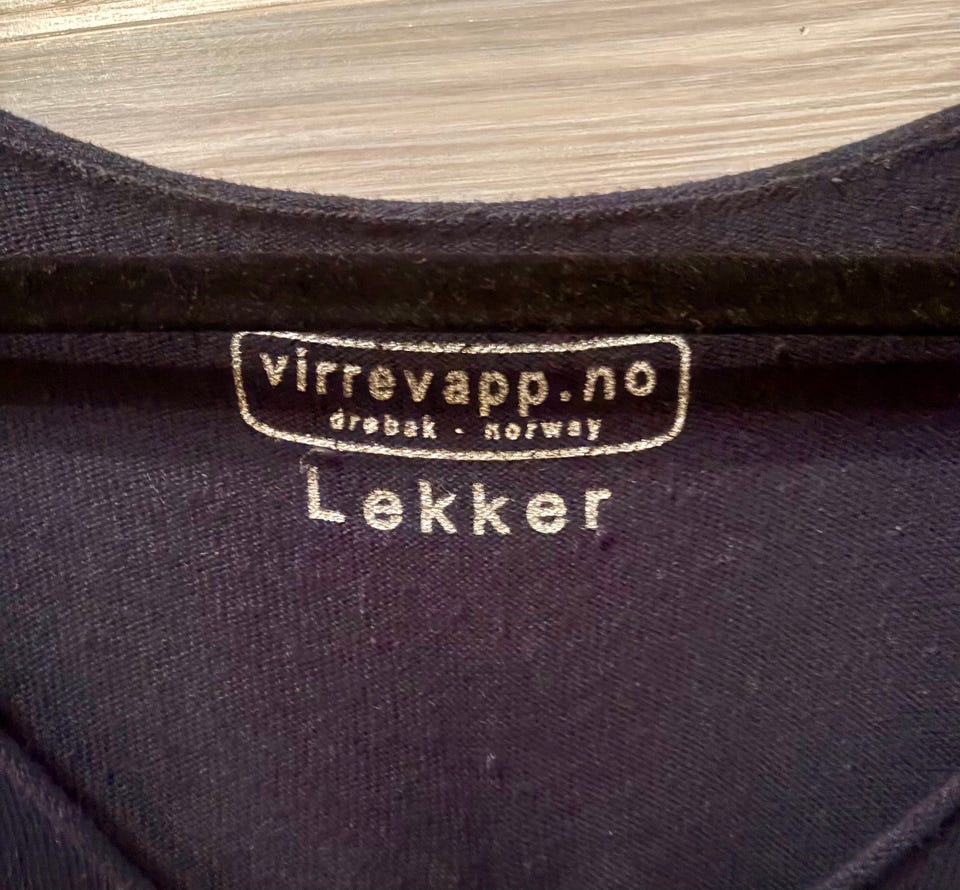 virrevapp.no
drøbak - norway
Lekker